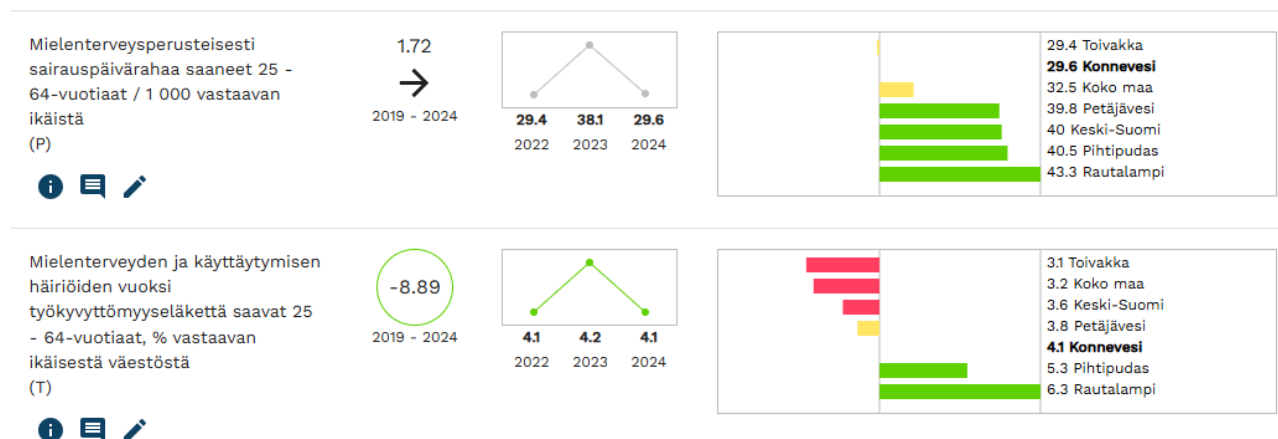 Mielenterveysperusteisesti
sairauspäivärahaa saaneet 25 -
64-vuotiaat / 1 000 vastaavan
ikäistä
(P)
1.72
2019 - 2024
29.4 38.1 29.6
2022 2023 2024
29.4 Toivakka
29.6 Konnevesi
32.5 Koko maa
39.8 Petäjävesi
40 Keski-Suomi
40.5 Pihtipudas
43.3 Rautalampi
Mielenterveyden ja käyttäytymisen
häiriöiden vuoksi
työkyvyttömyyseläkettä saavat 25
- 64-vuotiaat, % vastaavan
ikäisestä väestöstä
(T)
-8.89
2019 - 2024
4.1 4.2 4.1
2022 2023 2024
3.1 Toivakka
3.2 Koko maa
3.6 Keski-Suomi
3.8 Petäjävesi
4.1 Konnevesi
5.3 Pihtipudas
6.3 Rautalampi